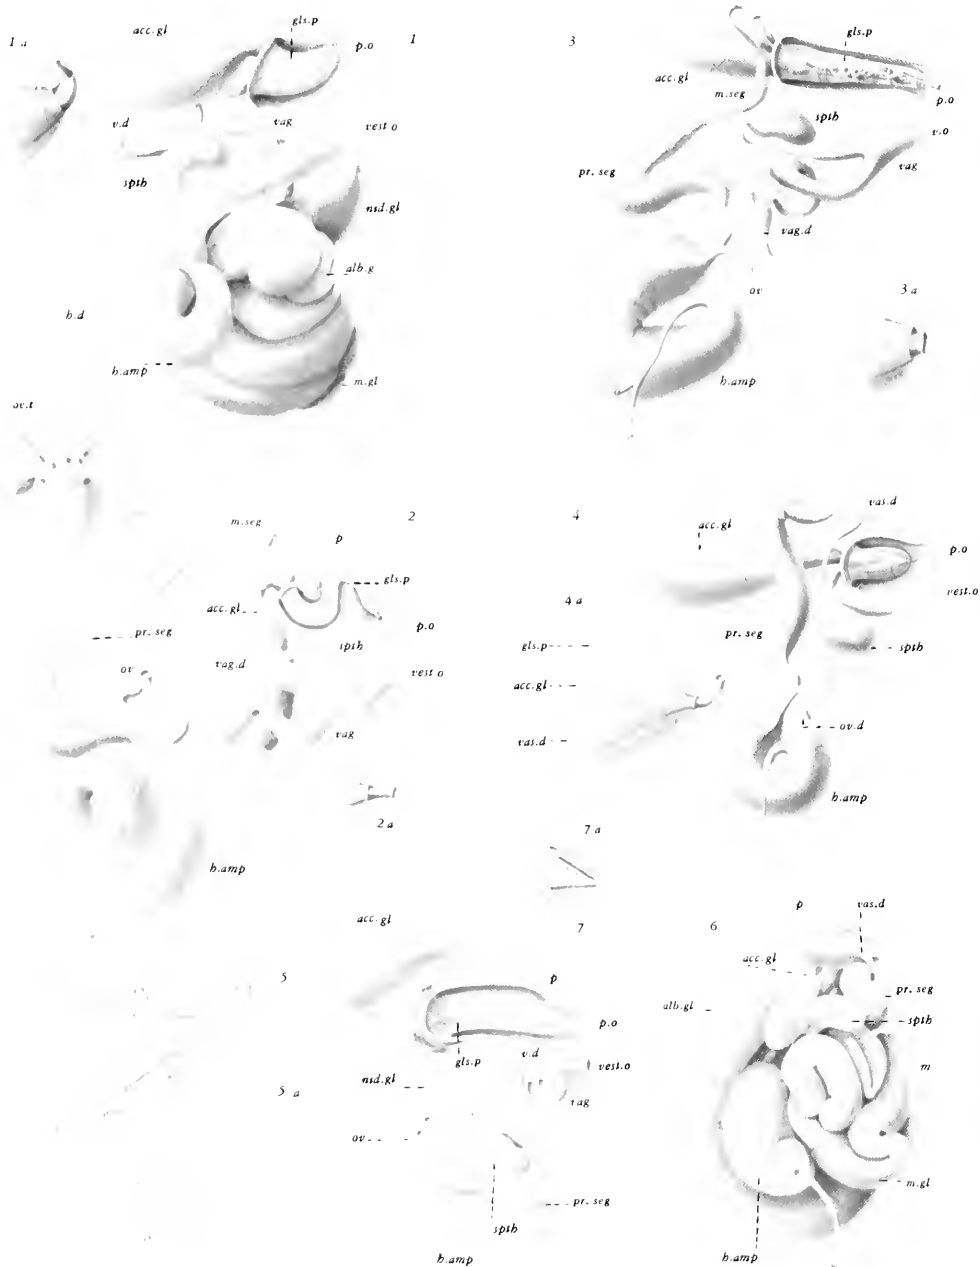 1 a
acc.gl
gls.p
p.o
1
v.d
vag
vest.o
spth
nid.gl
alb.g
h.d
h.amp
m.gl
ov.t
3
gls.p
acc.gl
m.seg
p.o
spth
v.o
vag
pr. seg
vag.d
ov
3 a
h.amp
m.seg
2
p
gls.p
acc.gl
p.o
pr. seg
spth
ov
vag.d
vest o
vag
2 a
h.amp
4
vas.d
acc.gl
p.o
vest.o
4 a
pr. seg
gls.p
spth
acc.gl
vas.d
ov.d
h.amp
7 a
acc. gl
7
5
p
p.o
gls.p
v.d
vest.o
nid.gl
5 a
vag
ov
pr. seg
spth
h.amp
p
vas.d
6
acc.gl
pr. seg
alb.gl
spth
m
m.gl
h.amp